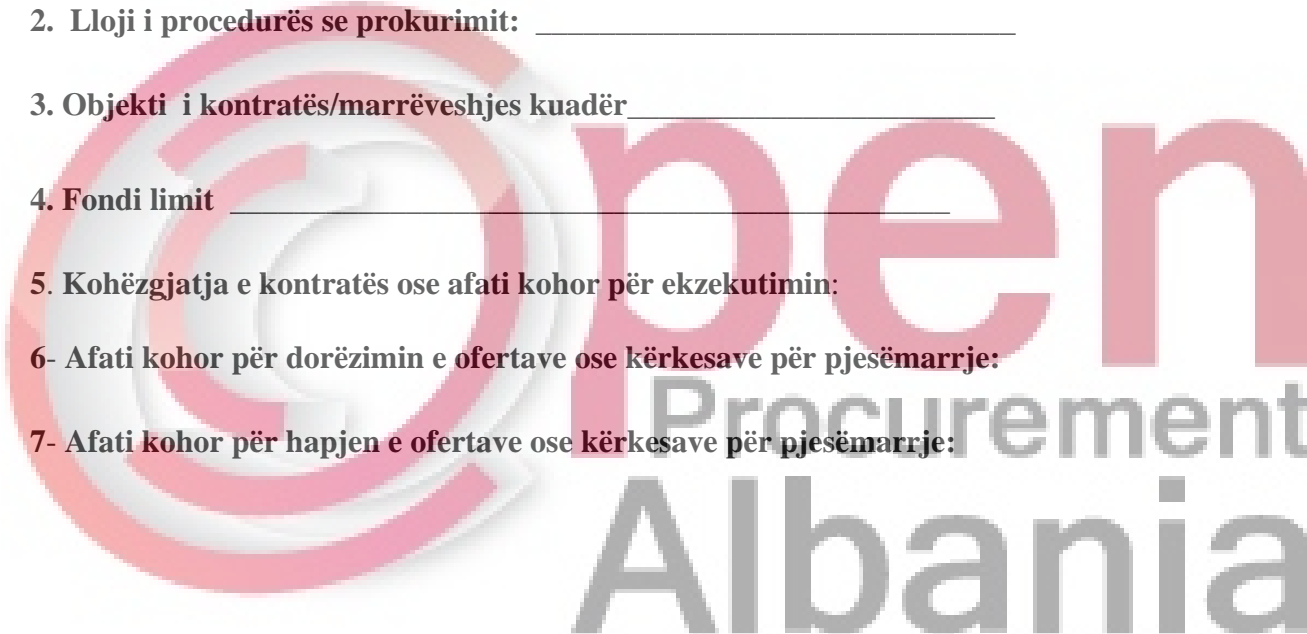 2. Lloji i procedurës se prokurimit: ______________________________
3. Objekti i kontratës/marrëveshjes kuadër_______________________
4. Fondi limit _____________________________________________
5. Kohëzgjatja e kontratës ose afati kohor për ekzekutimin:
6- Afati kohor për dorëzimin e ofertave ose kërkesave për pjesëmarrje:
7- Afati kohor për hapjen e ofertave ose kërkesave për pjesëmarrje:
Open
Procurement
Albania